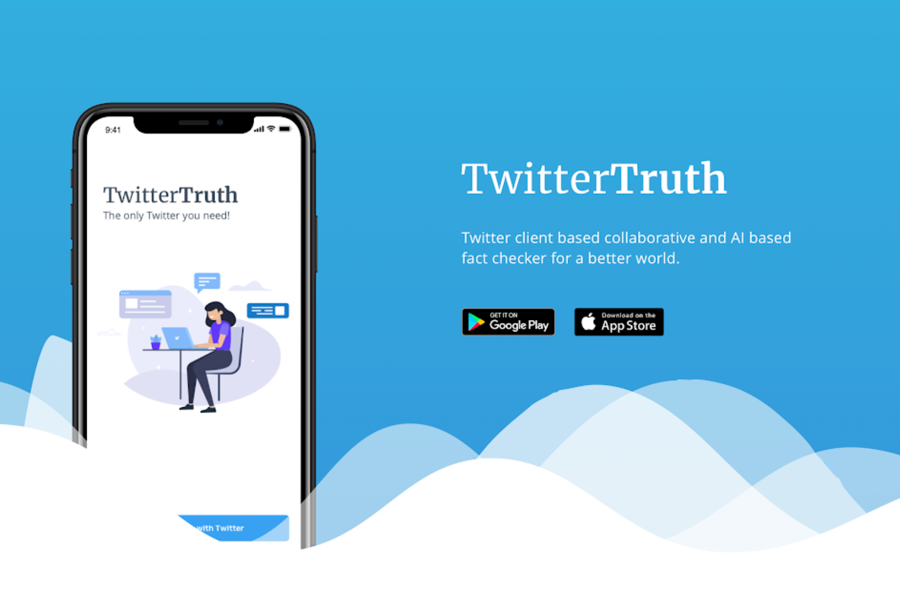 9:41
TwitterTruth
The only Twitter you need!
with Twitter
TwitterTruth
Twitter client based collaborative and AI based
fact checker for a better world.
GET IT ON
Google Play
Download on the
App Store